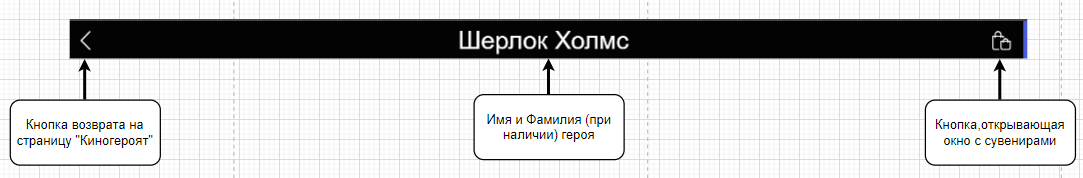 Шерлок Холмс
Кнопка возврата на
страницу "Киногероят"
Имя и Фамилия (при
наличии) героя
Кнопка,открывающая
окно с сувенирами